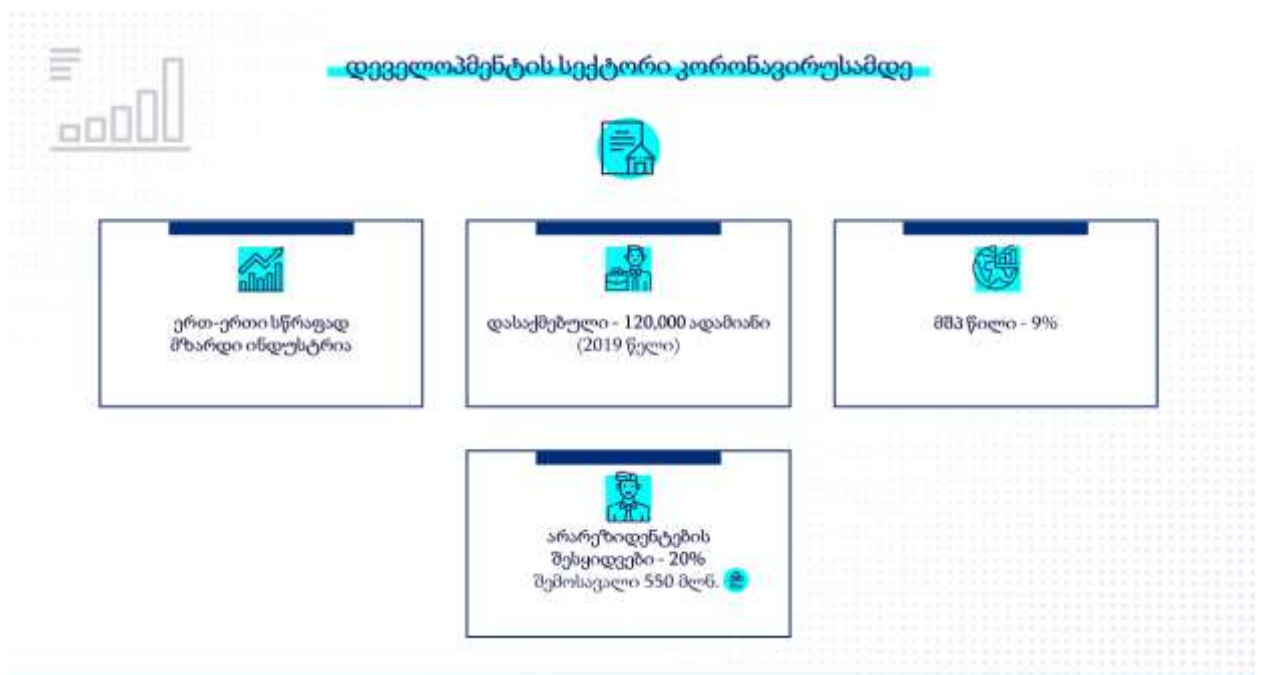 დეველოპმენტის სექტორი კორონავირუსამდე
ერთ-ერთი სწრაფად
მზარდი ინდუსტრია
დასაქმებული - 120,000 ადამიანი
(2019 წელი)
მშპ წილი - 9%
არარეზიდენტების
შესყიდვები - 20%
შემოსავალი 550 მლნ. ₾